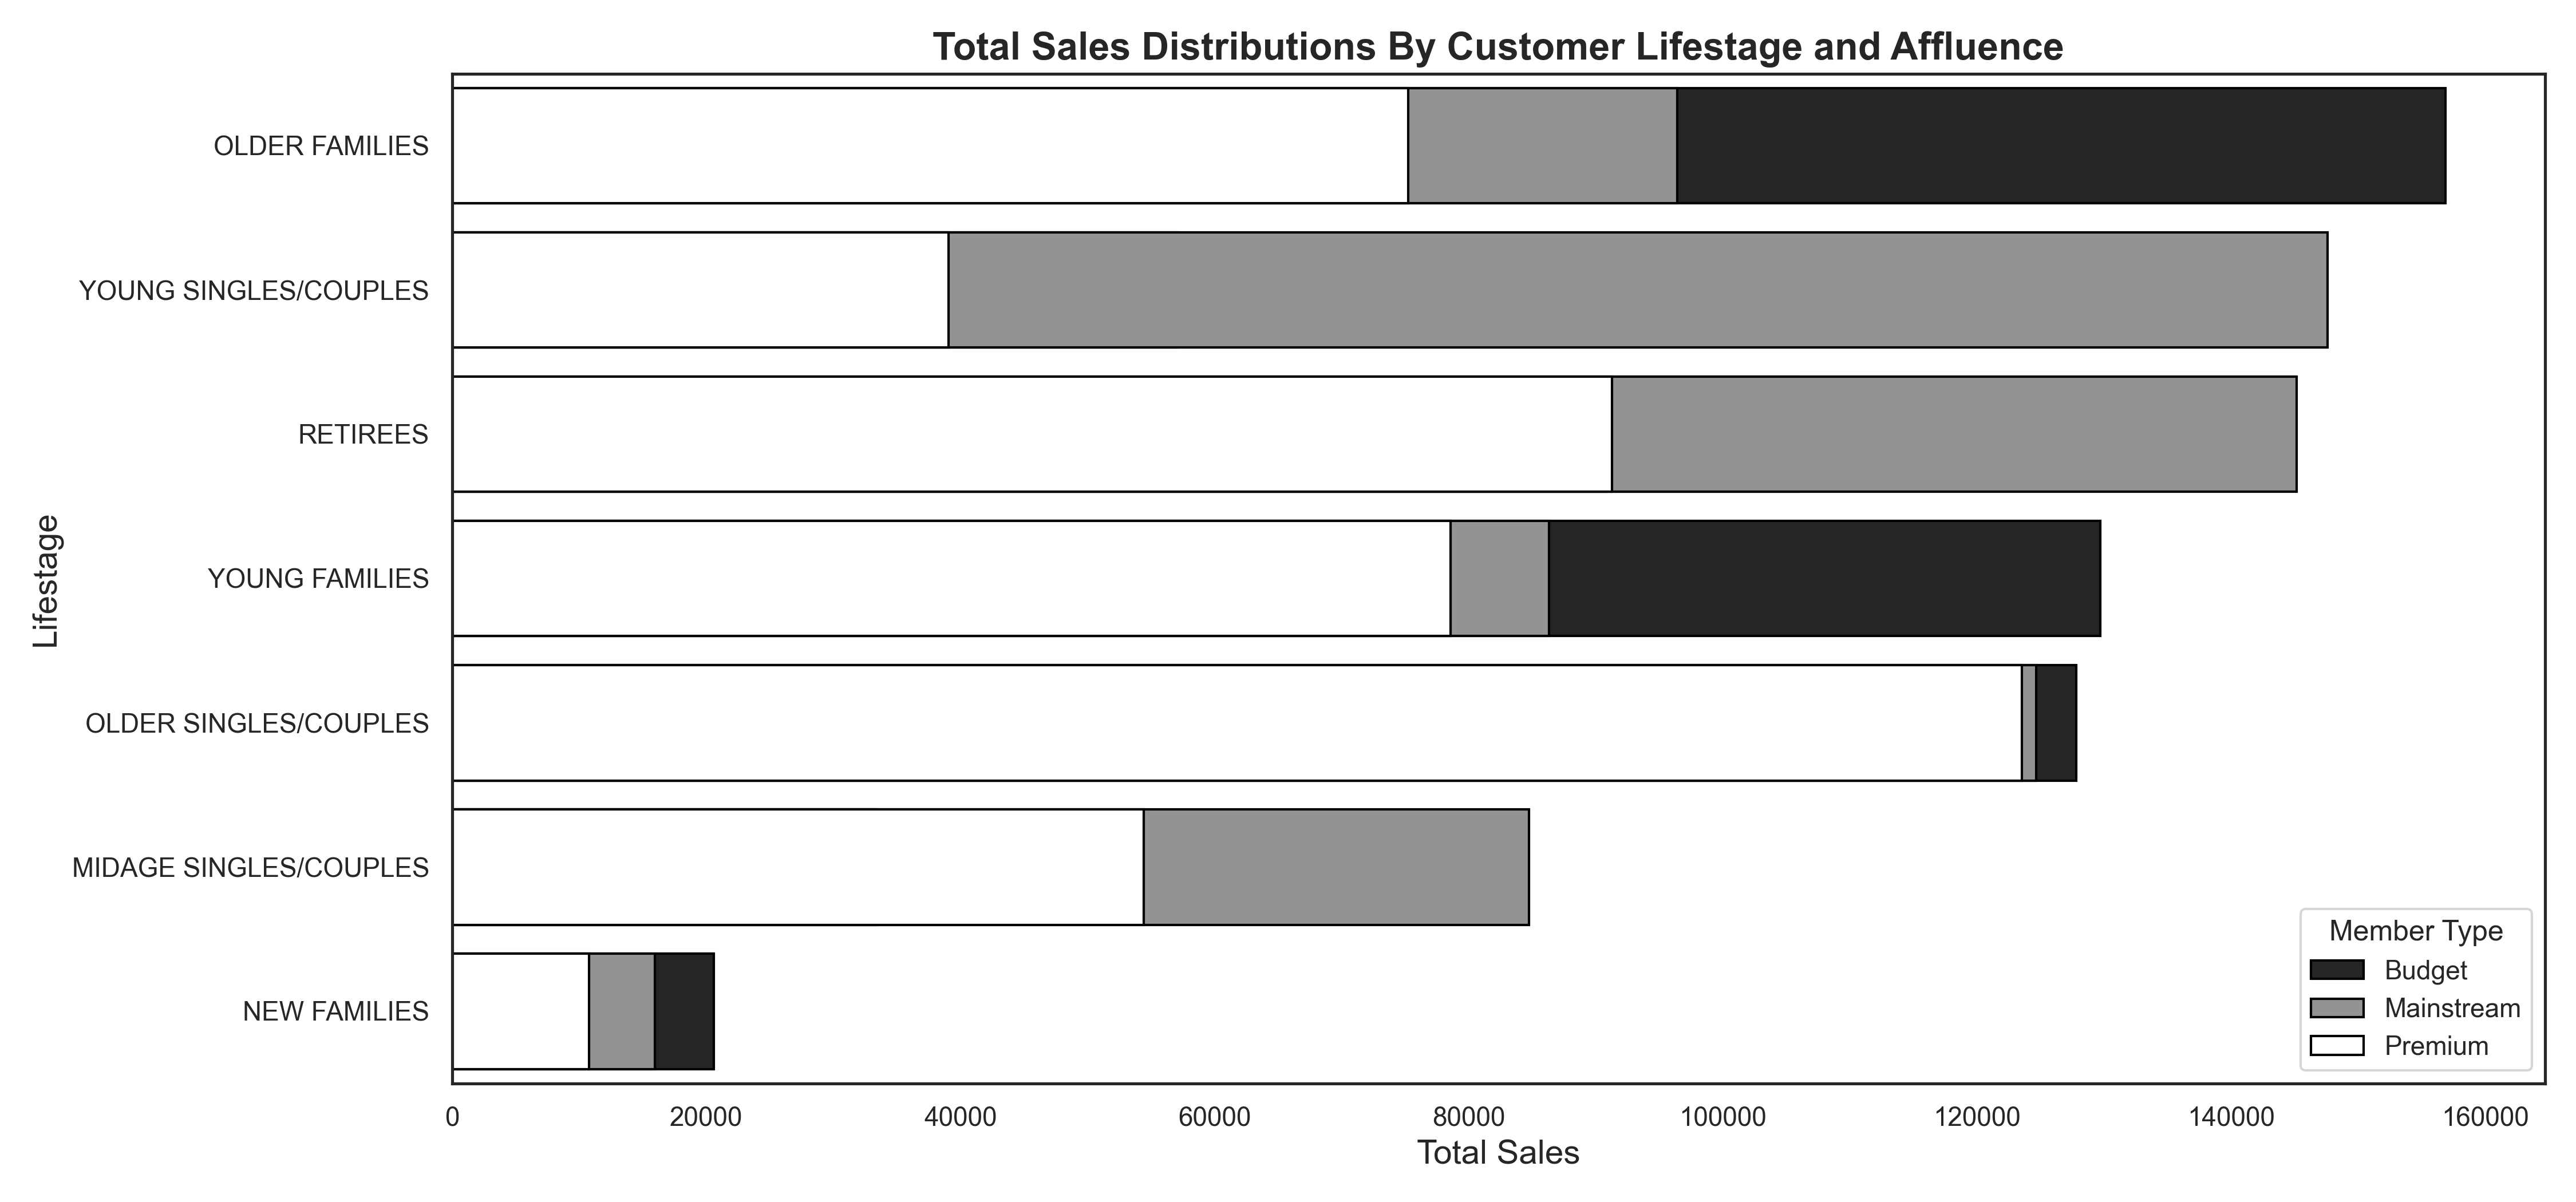 Total Sales Distributions By Customer Lifestage and Affluence
Lifestage
OLDER FAMILIES
YOUNG SINGLES/COUPLES
RETIREES
YOUNG FAMILIES
OLDER SINGLES/COUPLES
MIDAGE SINGLES/COUPLES
NEW FAMILIES
Member Type
Budget
Mainstream
Premium
0 20000 40000 60000 80000 100000 120000 140000 160000
Total Sales